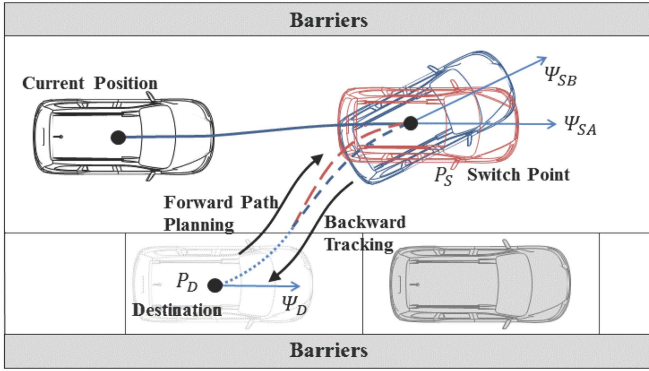 Barriers
Current Position
Ψ_SB
Ψ_SA
P_S Switch Point
Forward Path
Planning
Backward
Tracking
P_D
Ψ_D
Destination
Barriers